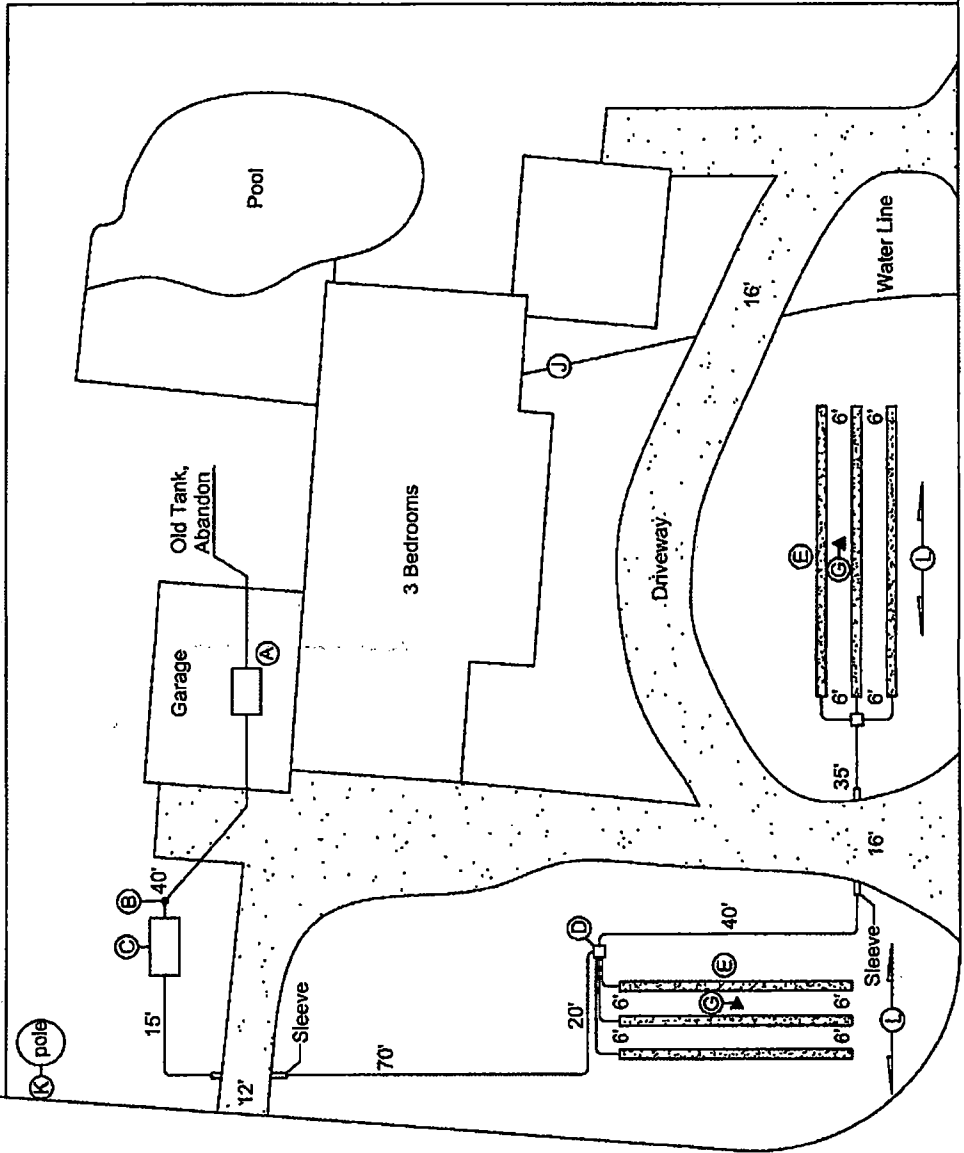 Pool
Old Tank,
Abandon
Garage
A
3 Bedrooms
J
16'
Water Line
Driveway
B
40'
C
15'
K
pole
Sleeve
12'
70'
20'
D
40'
E
G
6'
6'
6'
6'
L
Sleeve
16'
35'
E
G
6'
6'
6'
6'
L